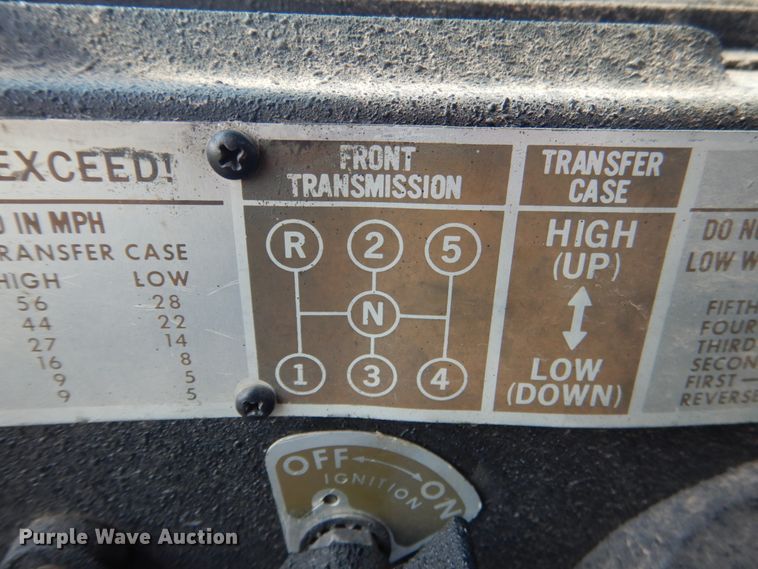 EXCEED!
IN MPH
TRANSFER CASE
HIGH LOW
56 28
44 22
27 14
16 8
9 5
9 5
FRONT
TRANSMISSION
R 2 5
N
1 3 4
TRANSFER
CASE
HIGH
(UP)
LOW
(DOWN)
DO
LOW
FIFTH
FOUR
THIRD
SECON
FIRST —
REVERSE
OFF ON
IGNITION
Purple Wave Auction